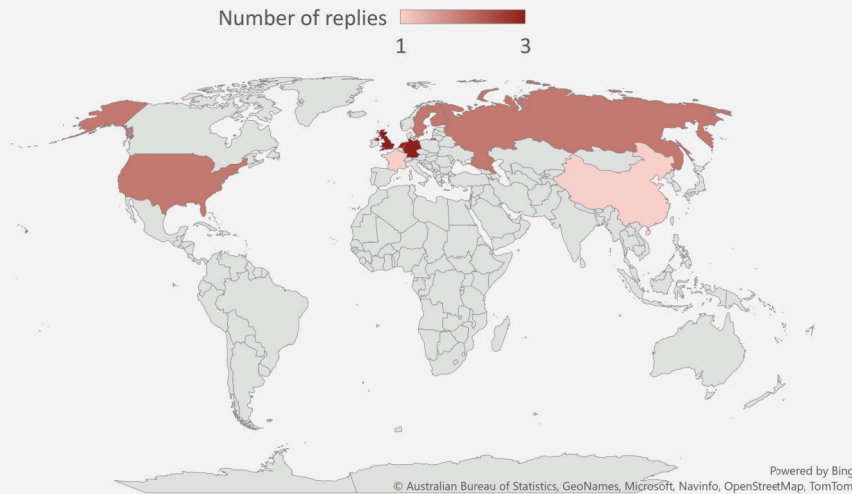 Number of replies
1 3
Powered by Bing
© Australian Bureau of Statistics, GeoNames, Microsoft, Navinfo, OpenStreetMap, TomTom